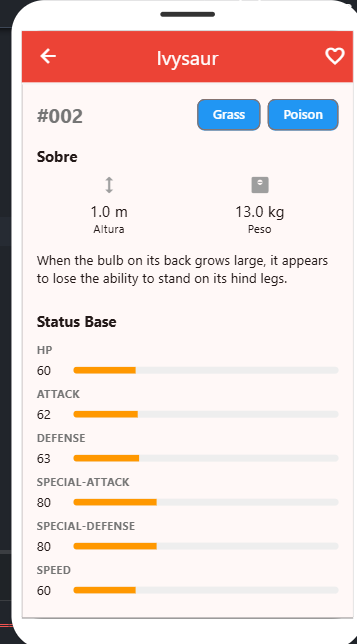 Ivysaur
#002 Grass Poison
Sobre
1.0 m 13.0 kg
Altura Peso
When the bulb on its back grows large, it appears
to lose the ability to stand on its hind legs.
Status Base
HP
60
ATTACK
62
DEFENSE
63
SPECIAL-ATTACK
80
SPECIAL-DEFENSE
80
SPEED
60